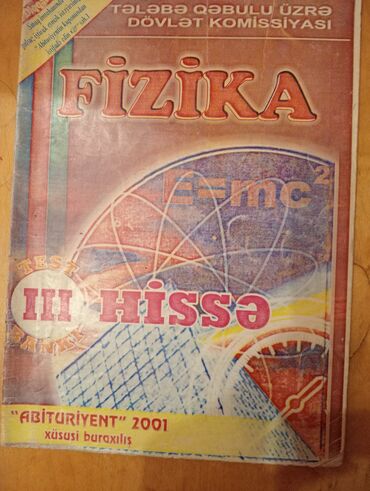 TƏLƏBƏ QƏBULU ÜZRƏ
DÖVLƏT KOMİSSİYASI
FİZİKA
E=mc²
TEST
III HİSSƏ
"ABİTURİYENT" 2001
xüsusi buraxılış